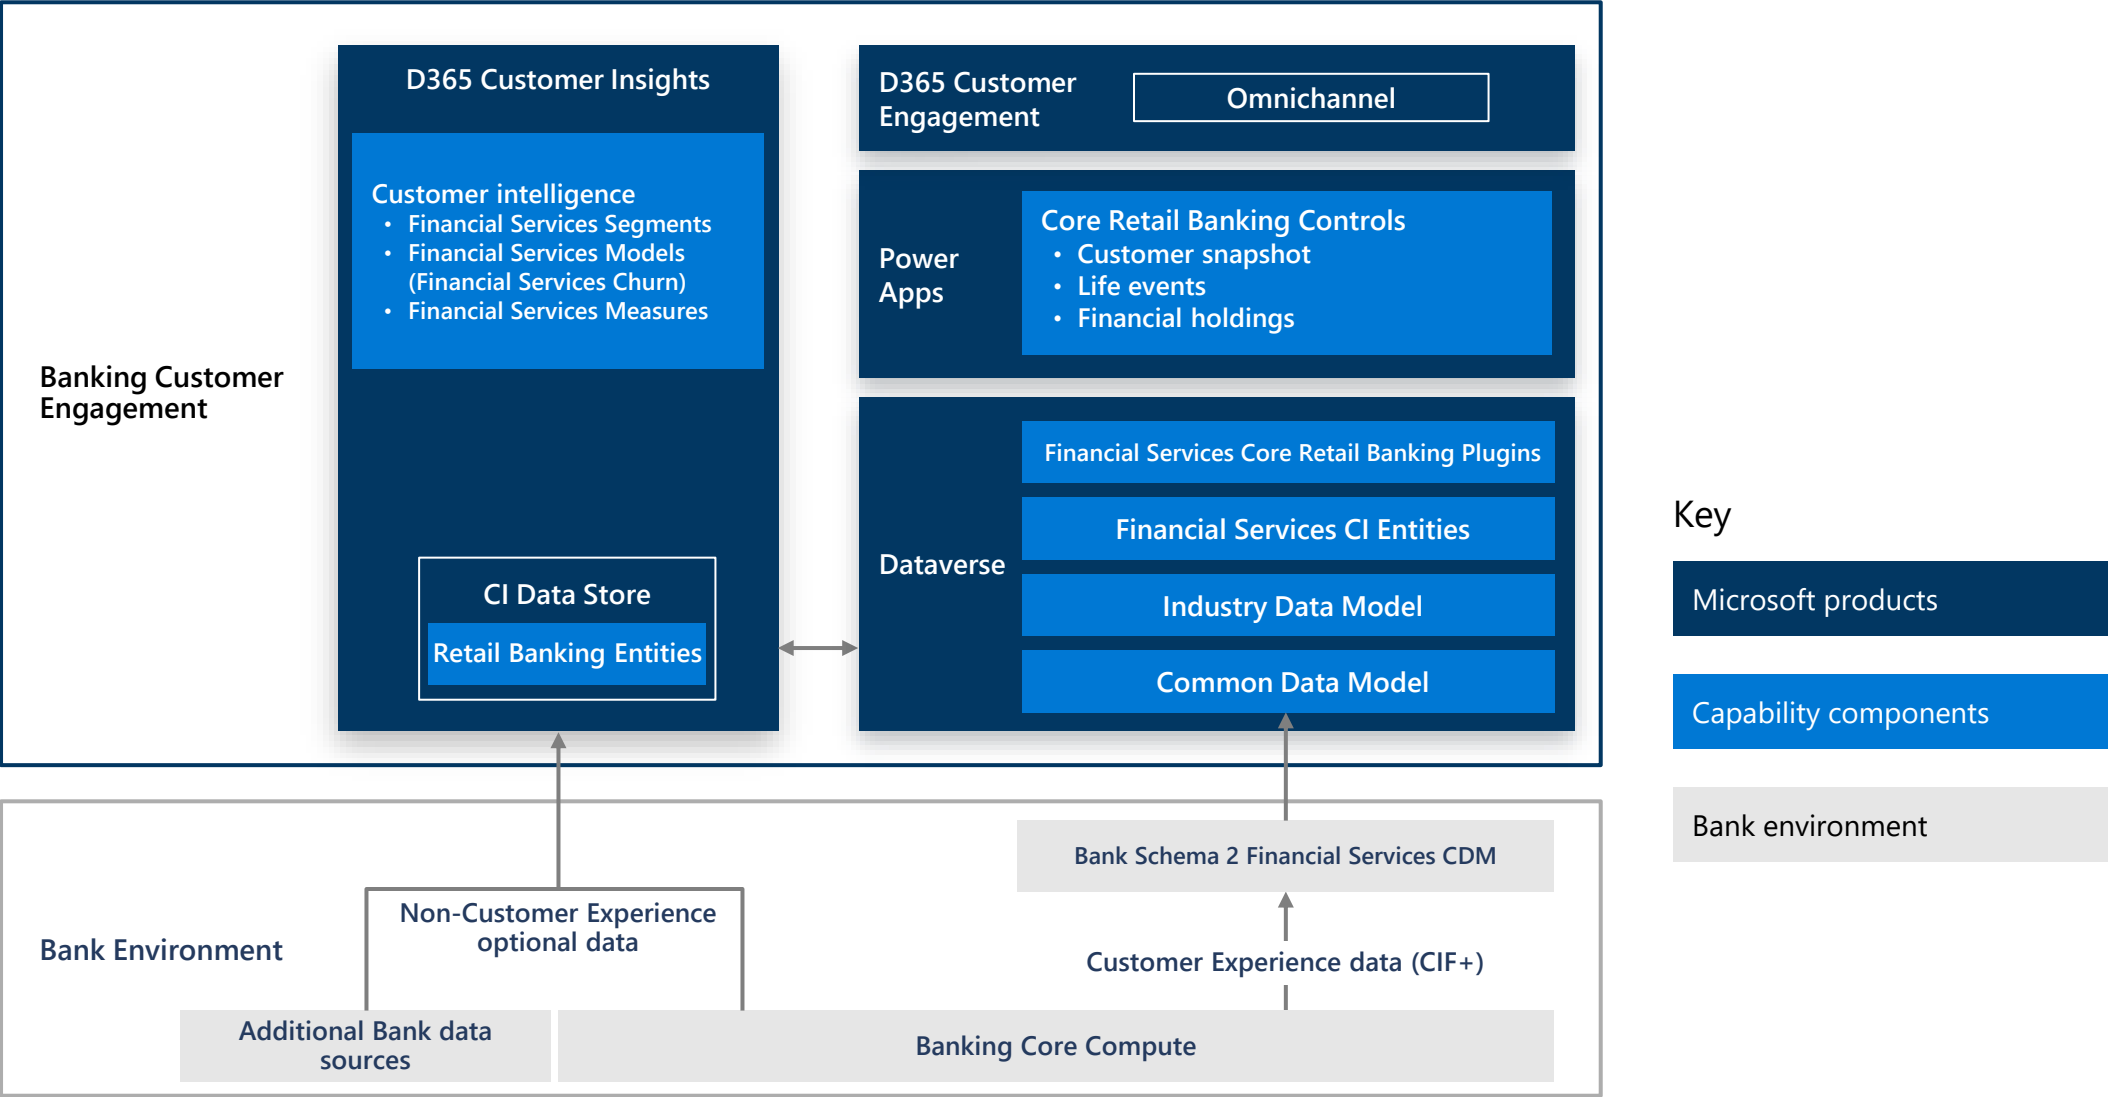 D365 Customer Insights
Customer intelligence
• Financial Services Segments
• Financial Services Models
(Financial Services Churn)
• Financial Services Measures
Banking Customer
Engagement
CI Data Store
Retail Banking Entities
D365 Customer
Engagement
Omnichannel
Power
Apps
Core Retail Banking Controls
• Customer snapshot
• Life events
• Financial holdings
Dataverse
Financial Services Core Retail Banking Plugins
Financial Services CI Entities
Industry Data Model
Common Data Model
Bank Environment
Non-Customer Experience
optional data
Additional Bank data
sources
Bank Schema 2 Financial Services CDM
Customer Experience data (CIF+)
Banking Core Compute
Key
Microsoft products
Capability components
Bank environment